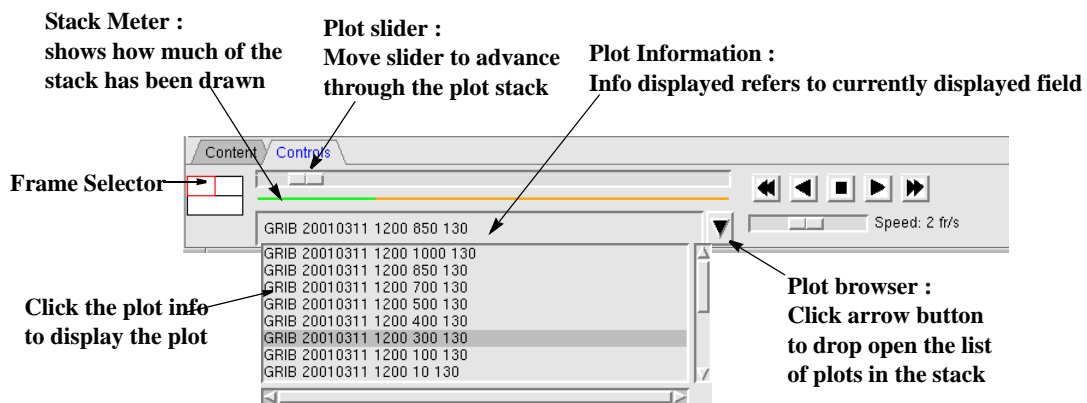 Stack Meter :
shows how much of the
stack has been drawn
Plot slider :
Move slider to advance
through the plot stack
Plot Information :
Info displayed refers to currently displayed field
Content
Controls
Frame Selector
Speed: 2 fr/s
GRIB 20010311 1200 850 130
GRIB 20010311 1200 1000 130
GRIB 20010311 1200 850 130
GRIB 20010311 1200 700 130
GRIB 20010311 1200 500 130
GRIB 20010311 1200 400 130
GRIB 20010311 1200 300 130
GRIB 20010311 1200 100 130
GRIB 20010311 1200 10 130
Click the plot info
to display the plot
Plot browser :
Click arrow button
to drop open the list
of plots in the stack